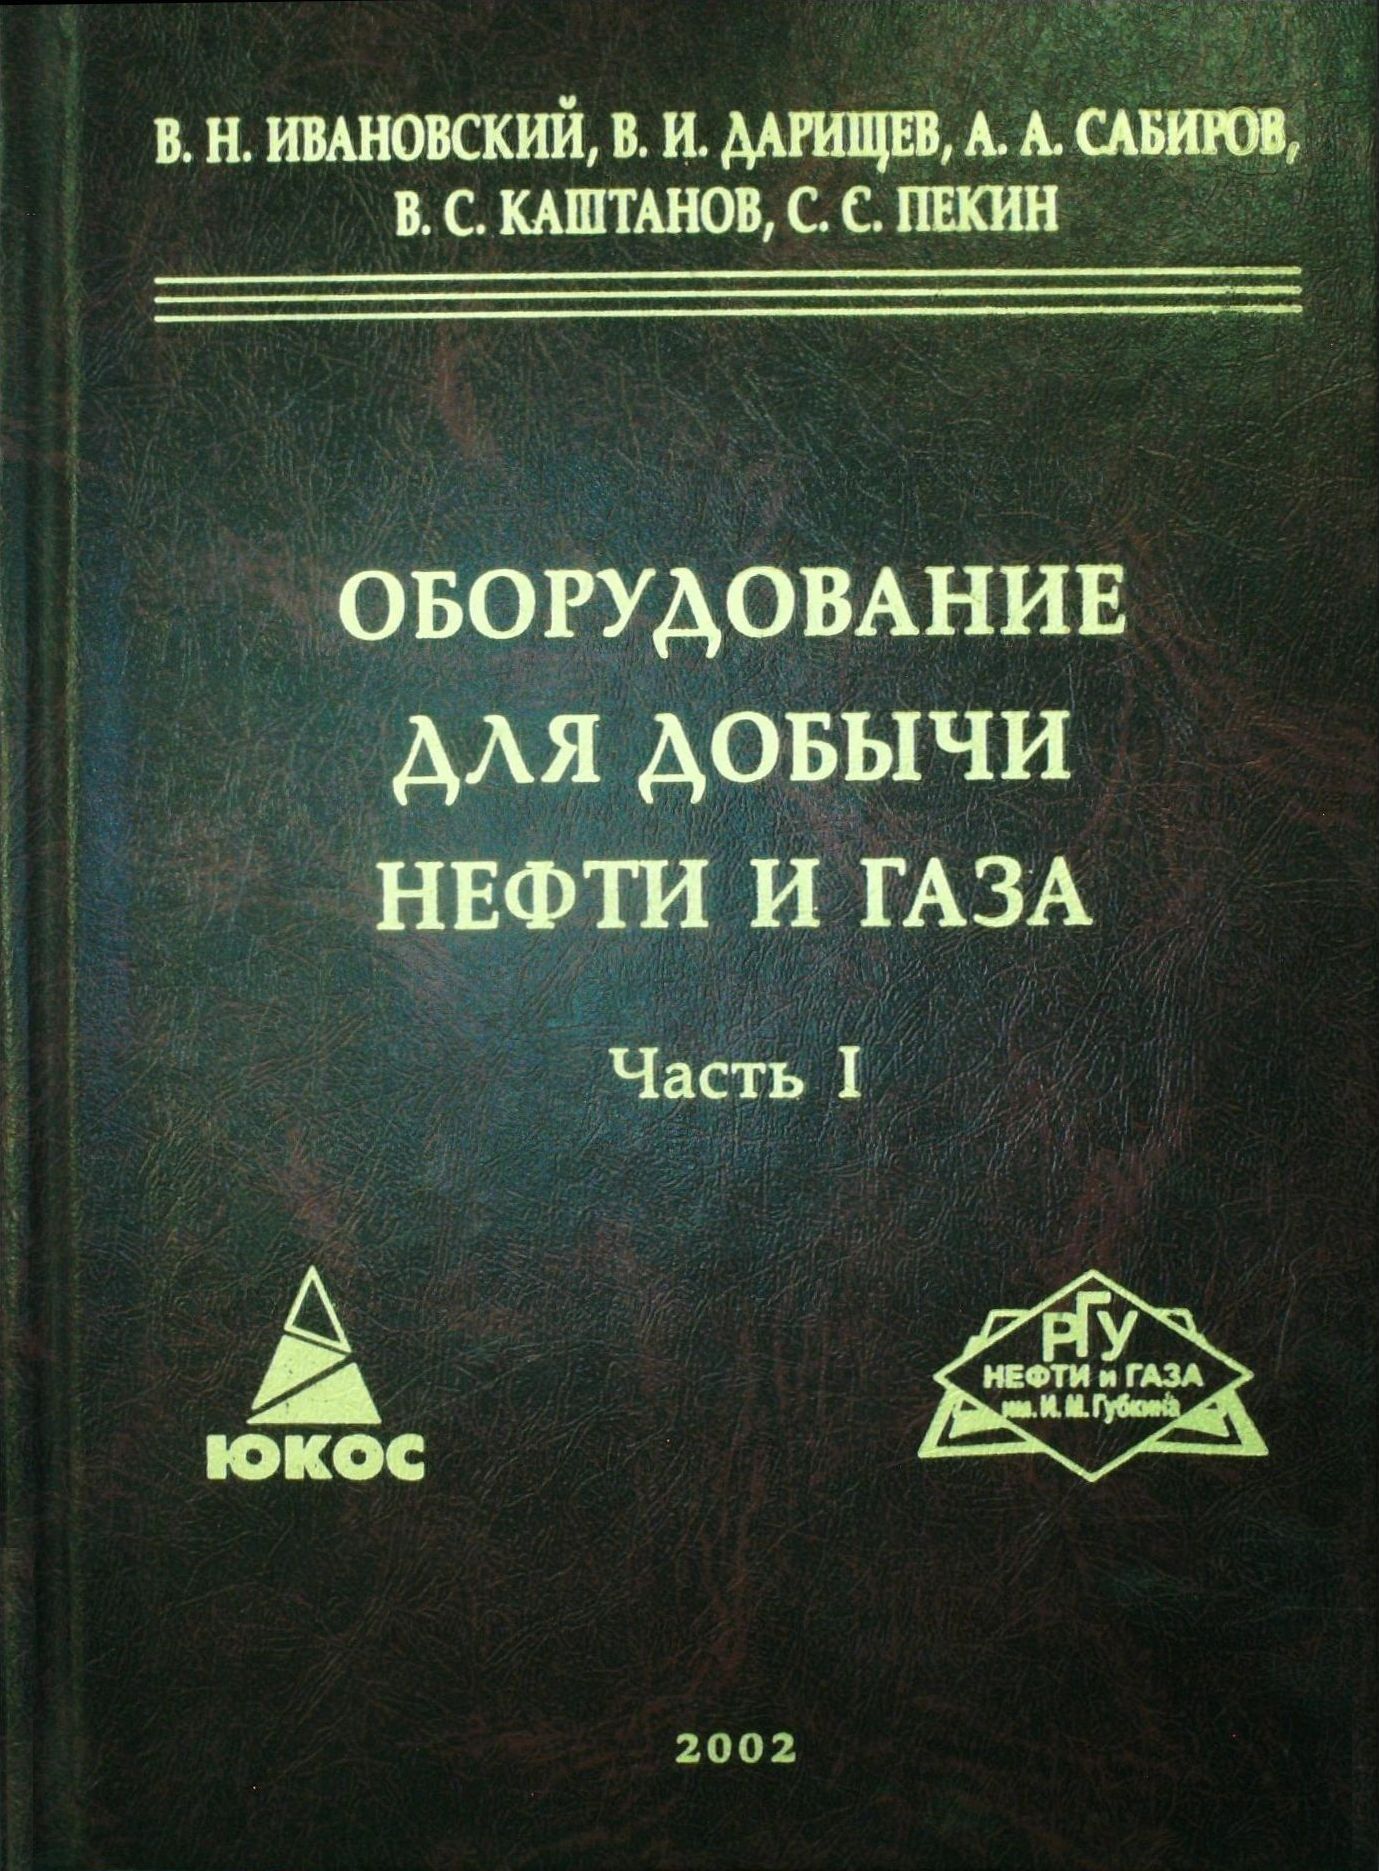 В. Н. ИВАНОВСКИЙ, В. И. ДАРИЩЕВ, А. А. САБИРОВ,
В. С. КАШТАНОВ, С. С. ПЕКИН
ОБОРУДОВАНИЕ
ДЛЯ ДОБЫЧИ
НЕФТИ И ГАЗА
Часть I
ЮКОС
РГУ
НЕФТИ и ГАЗА
им. И. М. Губкина
2002